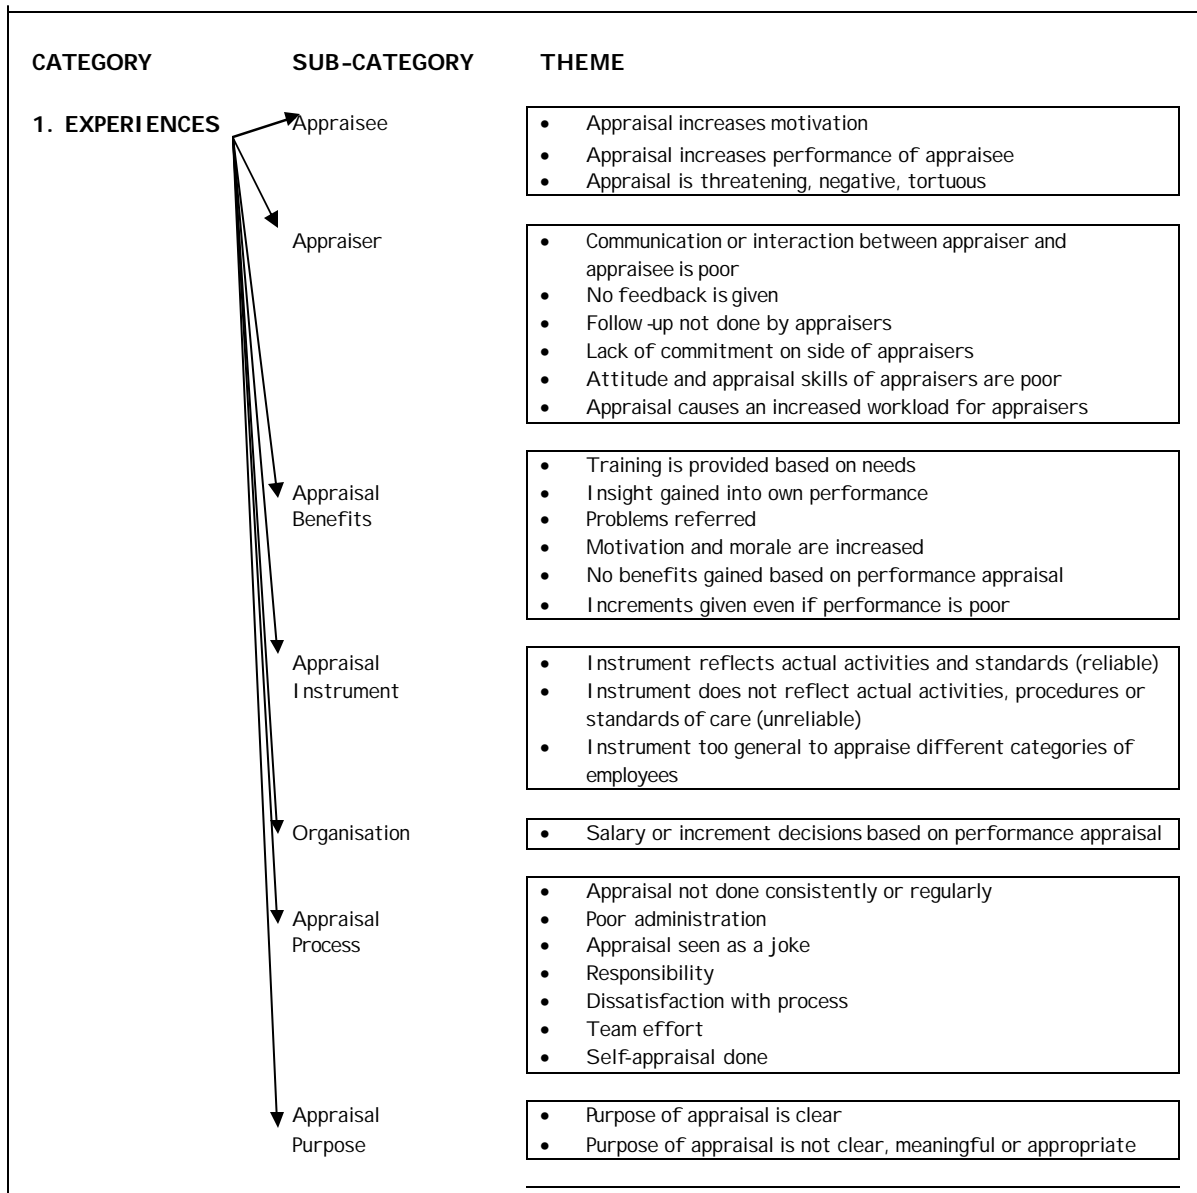 CATEGORY SUB-CATEGORY THEME
1. EXPERIENCES Appraisee • Appraisal increases motivation
• Appraisal increases performance of appraisee
• Appraisal is threatening, negative, tortuous
Appraiser • Communication or interaction between appraiser and
appraisee is poor
• No feedback is given
• Follow-up not done by appraisers
• Lack of commitment on side of appraisers
• Attitude and appraisal skills of appraisers are poor
• Appraisal causes an increased workload for appraisers
• Training is provided based on needs
Appraisal • Insight gained into own performance
Benefits • Problems referred
• Motivation and morale are increased
• No benefits gained based on performance appraisal
• Increments given even if performance is poor
Appraisal • Instrument reflects actual activities and standards (reliable)
Instrument • Instrument does not reflect actual activities, procedures or
standards of care (unreliable)
• Instrument too general to appraise different categories of
employees
Organisation • Salary or increment decisions based on performance appraisal
• Appraisal not done consistently or regularly
Appraisal • Poor administration
Process • Appraisal seen as a joke
• Responsibility
• Dissatisfaction with process
• Team effort
• Self-appraisal done
Appraisal • Purpose of appraisal is clear
Purpose • Purpose of appraisal is not clear, meaningful or appropriate